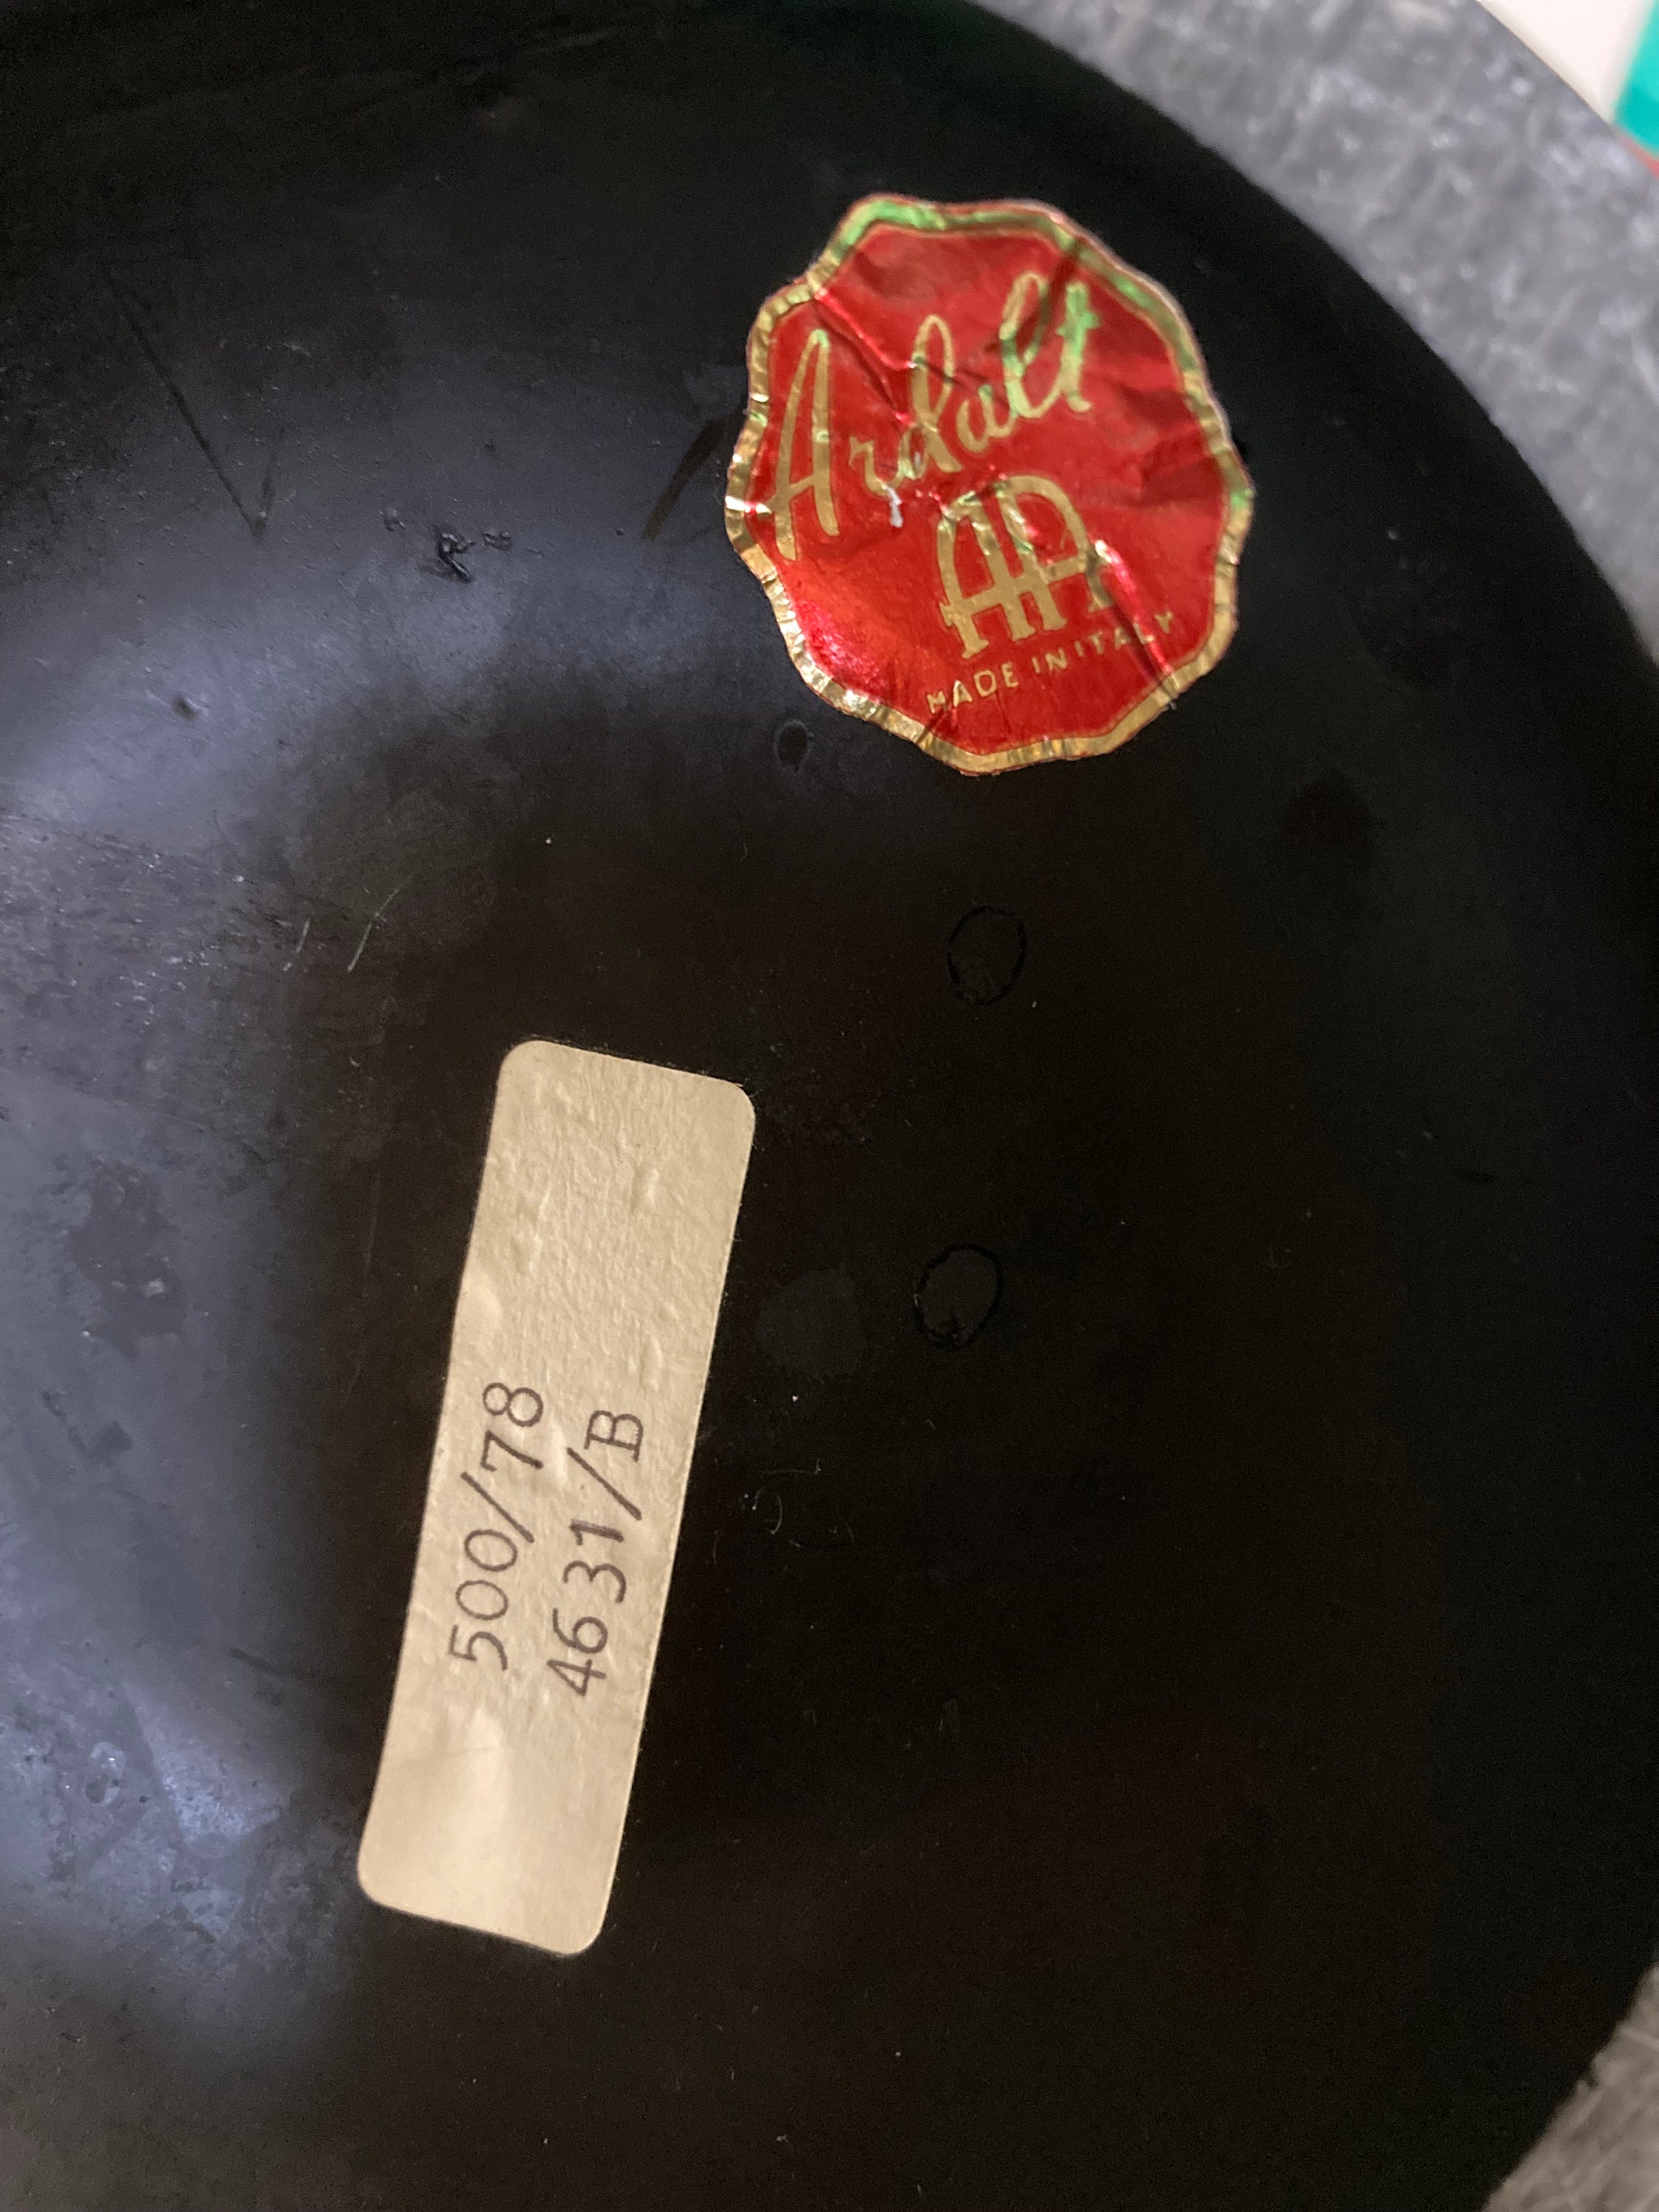 Ardalt
AA
MADE IN ITALY
500/78
4631/B